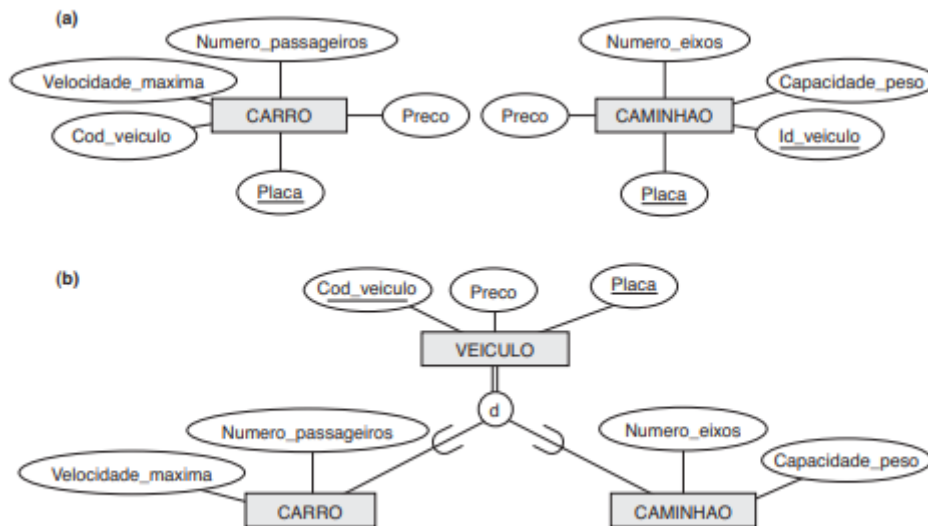 (a)
Numero_passageiros
Numero_eixos
Velocidade_maxima
Capacidade_peso
CARRO
Preco
Preco
CAMINHAO
Cod_veiculo
Id_veiculo
Placa
Placa
(b)
Cod_veiculo
Preco
Placa
VEICULO
d
Numero_passageiros
Numero_eixos
Velocidade_maxima
Capacidade_peso
CARRO
CAMINHAO